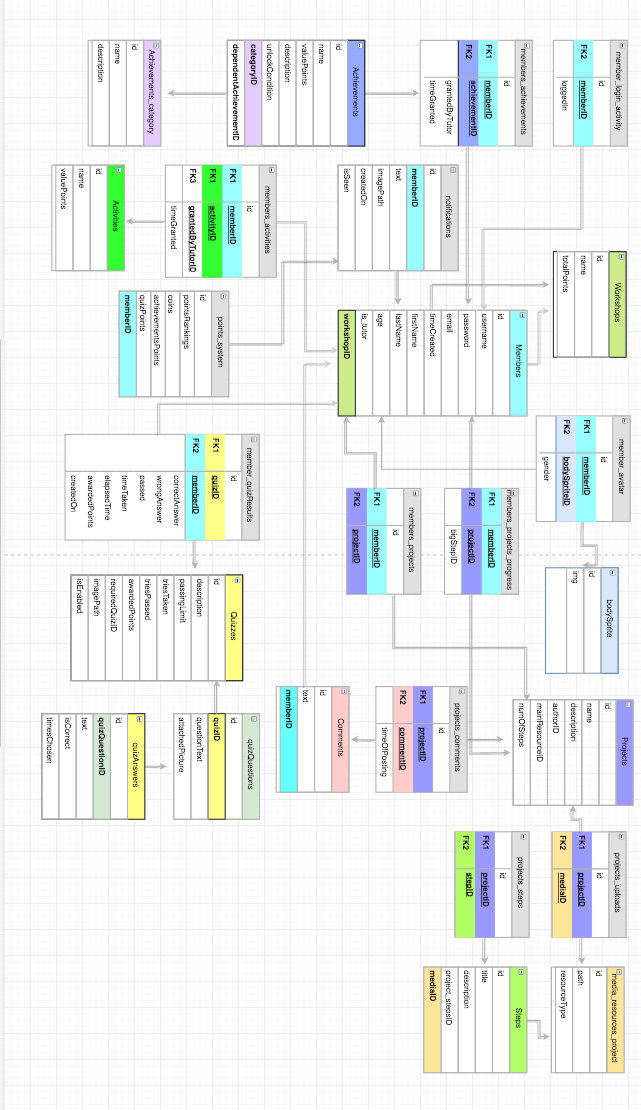 member_login_activity
id
FK1 memberID
FK2 loggedIn
Workshops
id
name
totalPoints
member_avatar
id
FK1 memberID
FK2 bodySpriteID
gender
bodySprite
id
img
Projects
id
name
description
authorID
mainResourceID
numOfSteps
projects_uploads
id
FK1 projectID
FK2 mediaID
media_resources_project
id
path
resourceType
members_achievements
id
FK1 memberID
FK2 achievementID
grantedByTutor
timeGranted
Members
id
username
password
email
timeCreated
firstName
lastName
age
is_tutor
workshopID
members_projects_progress
id
FK1 memberID
FK2 projectID
bigStepID
projects_steps
id
FK1 projectID
FK2 stepID
Steps
id
title
description
project_stepsID
mediaID
Achievements
id
name
valuePoints
description
unlockCondition
categoryID
dependentAchievementID
notifications
id
memberID
text
imagePath
createdOn
isSeen
members_projects
id
FK1 memberID
FK2 projectID
projects_comments
id
FK1 projectID
FK2 commentID
timeOfPosting
Comments
id
text
memberID
Achievements_category
id
name
description
members_activities
id
FK1 memberID
FK1 activityID
FK3 grantedByTutorID
timeGranted
points_system
id
pointsRankings
coins
achievementsPoints
quizPoints
memberID
member_quizResults
id
FK1 quizID
FK2 memberID
correctAnswer
wrongAnswer
passed
timeTaken
elapsedTime
awardedPoints
createdOn
Quizzes
id
description
passingLimit
triesTaken
triesPassed
awardedPoints
requiredQuizID
imagePath
isEnabled
quizQuestions
id
quizID
questionText
attachedPicture
Activities
id
name
valuePoints
quizAnswers
id
quizQuestionID
text
isCorrect
timesChosen